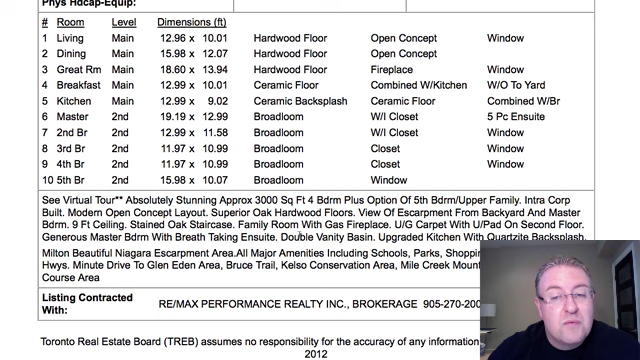 Phys Hdcap-Equip:
# Room Level Dimensions (ft)
1 Living Main 12.96 x 10.01 Hardwood Floor Open Concept Window
2 Dining Main 15.98 x 12.07 Hardwood Floor Open Concept
3 Great Rm Main 18.60 x 13.94 Hardwood Floor Fireplace Window
4 Breakfast Main 12.99 x 10.01 Ceramic Floor Combined W/Kitchen W/O To Yard
5 Kitchen Main 12.99 x 9.02 Ceramic Backsplash Ceramic Floor Combined W/Br
6 Master 2nd 19.19 x 12.99 Broadloom W/I Closet 5 Pc Ensuite
7 2nd Br 2nd 12.99 x 11.58 Broadloom W/I Closet Window
8 3rd Br 2nd 11.97 x 10.99 Broadloom Closet Window
9 4th Br 2nd 11.97 x 10.99 Broadloom Closet Window
10 5th Br 2nd 15.98 x 10.07 Broadloom Window
See Virtual Tour** Absolutely Stunning Approx 3000 Sq Ft 4 Bdrm Plus Option Of 5th Bdrm/Upper Family. Intra Corp
Built. Modern Open Concept Layout. Superior Oak Hardwood Floors. View Of Escarpment From Backyard And Master
Bdrm. 9 Ft Ceiling. Stained Oak Staircase. Family Room With Gas Fireplace. U/G Carpet With U/Pad On Second Floor.
Generous Master Bdrm With Breath Taking Ensuite. Double Vanity Basin. Upgraded Kitchen With Quartzite Backsplash.
Milton Beautiful Niagara Escarpment Area.All Major Amenities Including Schools, Parks, Shoppin
Hwys. Minute Drive To Glen Eden Area, Bruce Trail, Kelso Conservation Area, Mile Creek Mount
Course Area
Listing Contracted With: RE/MAX PERFORMANCE REALTY INC., BROKERAGE 905-270-200
Toronto Real Estate Board (TREB) assumes no responsibility for the accuracy of any information
2012